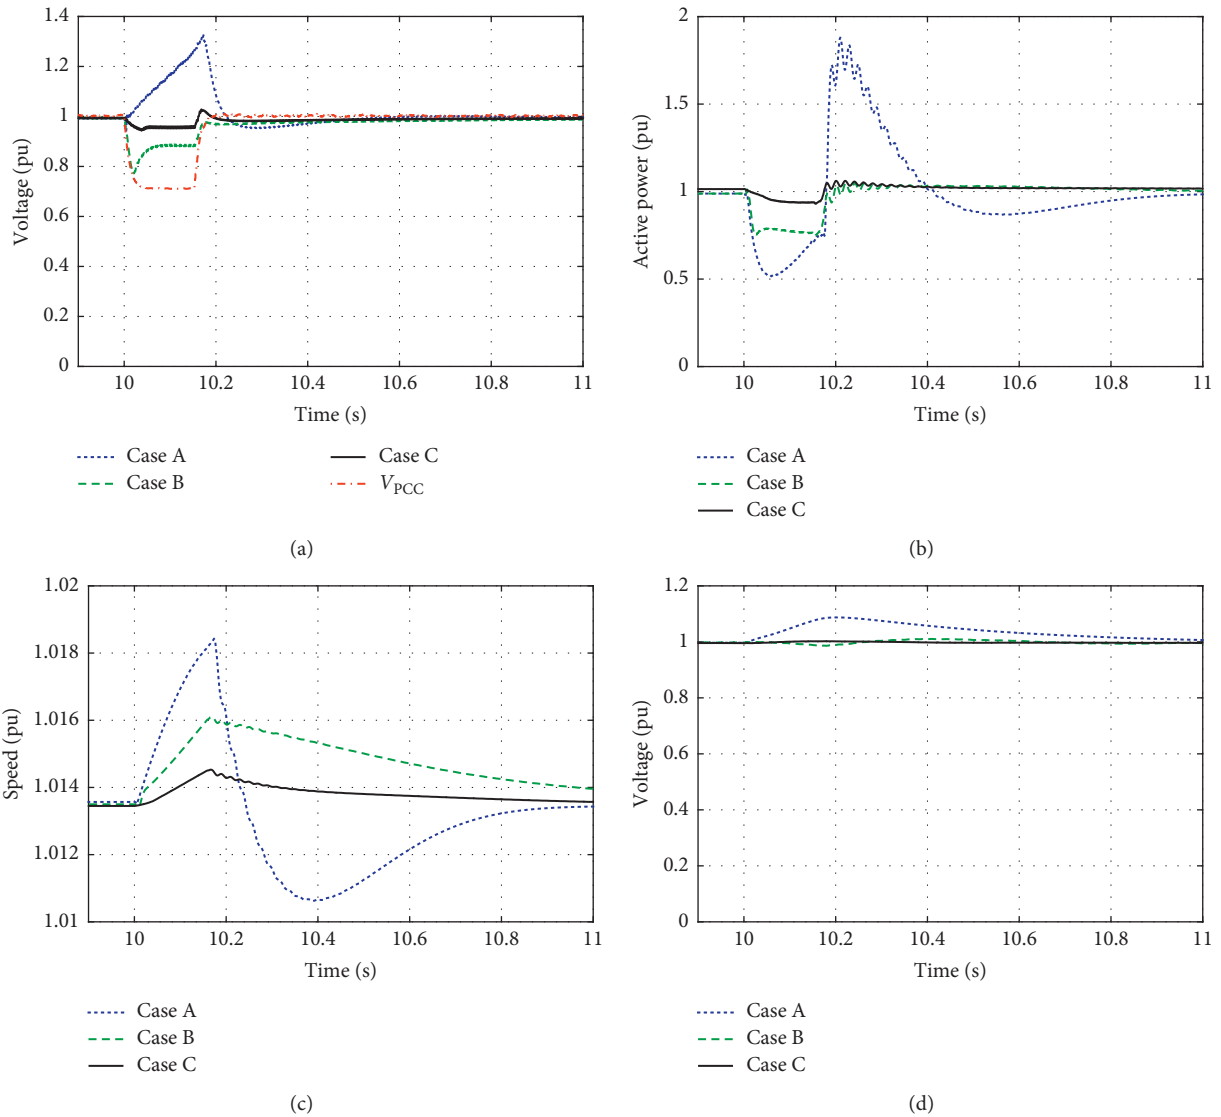 Voltage (pu)
1.4
1.2
1
0.8
0.6
0.4
0.2
0
10
10.2
10.4
10.6
10.8
11
Time (s)
Case A
Case B
Case C
VPCC
(a)
Active power (pu)
2
1.5
1
0.5
0
10
10.2
10.4
10.6
10.8
11
Time (s)
Case A
Case B
Case C
(b)
Speed (pu)
1.02
1.018
1.016
1.014
1.012
1.01
10
10.2
10.4
10.6
10.8
11
Time (s)
Case A
Case B
Case C
(c)
Voltage (pu)
1.2
1
0.8
0.6
0.4
0.2
0
10
10.2
10.4
10.6
10.8
11
Time (s)
Case A
Case B
Case C
(d)